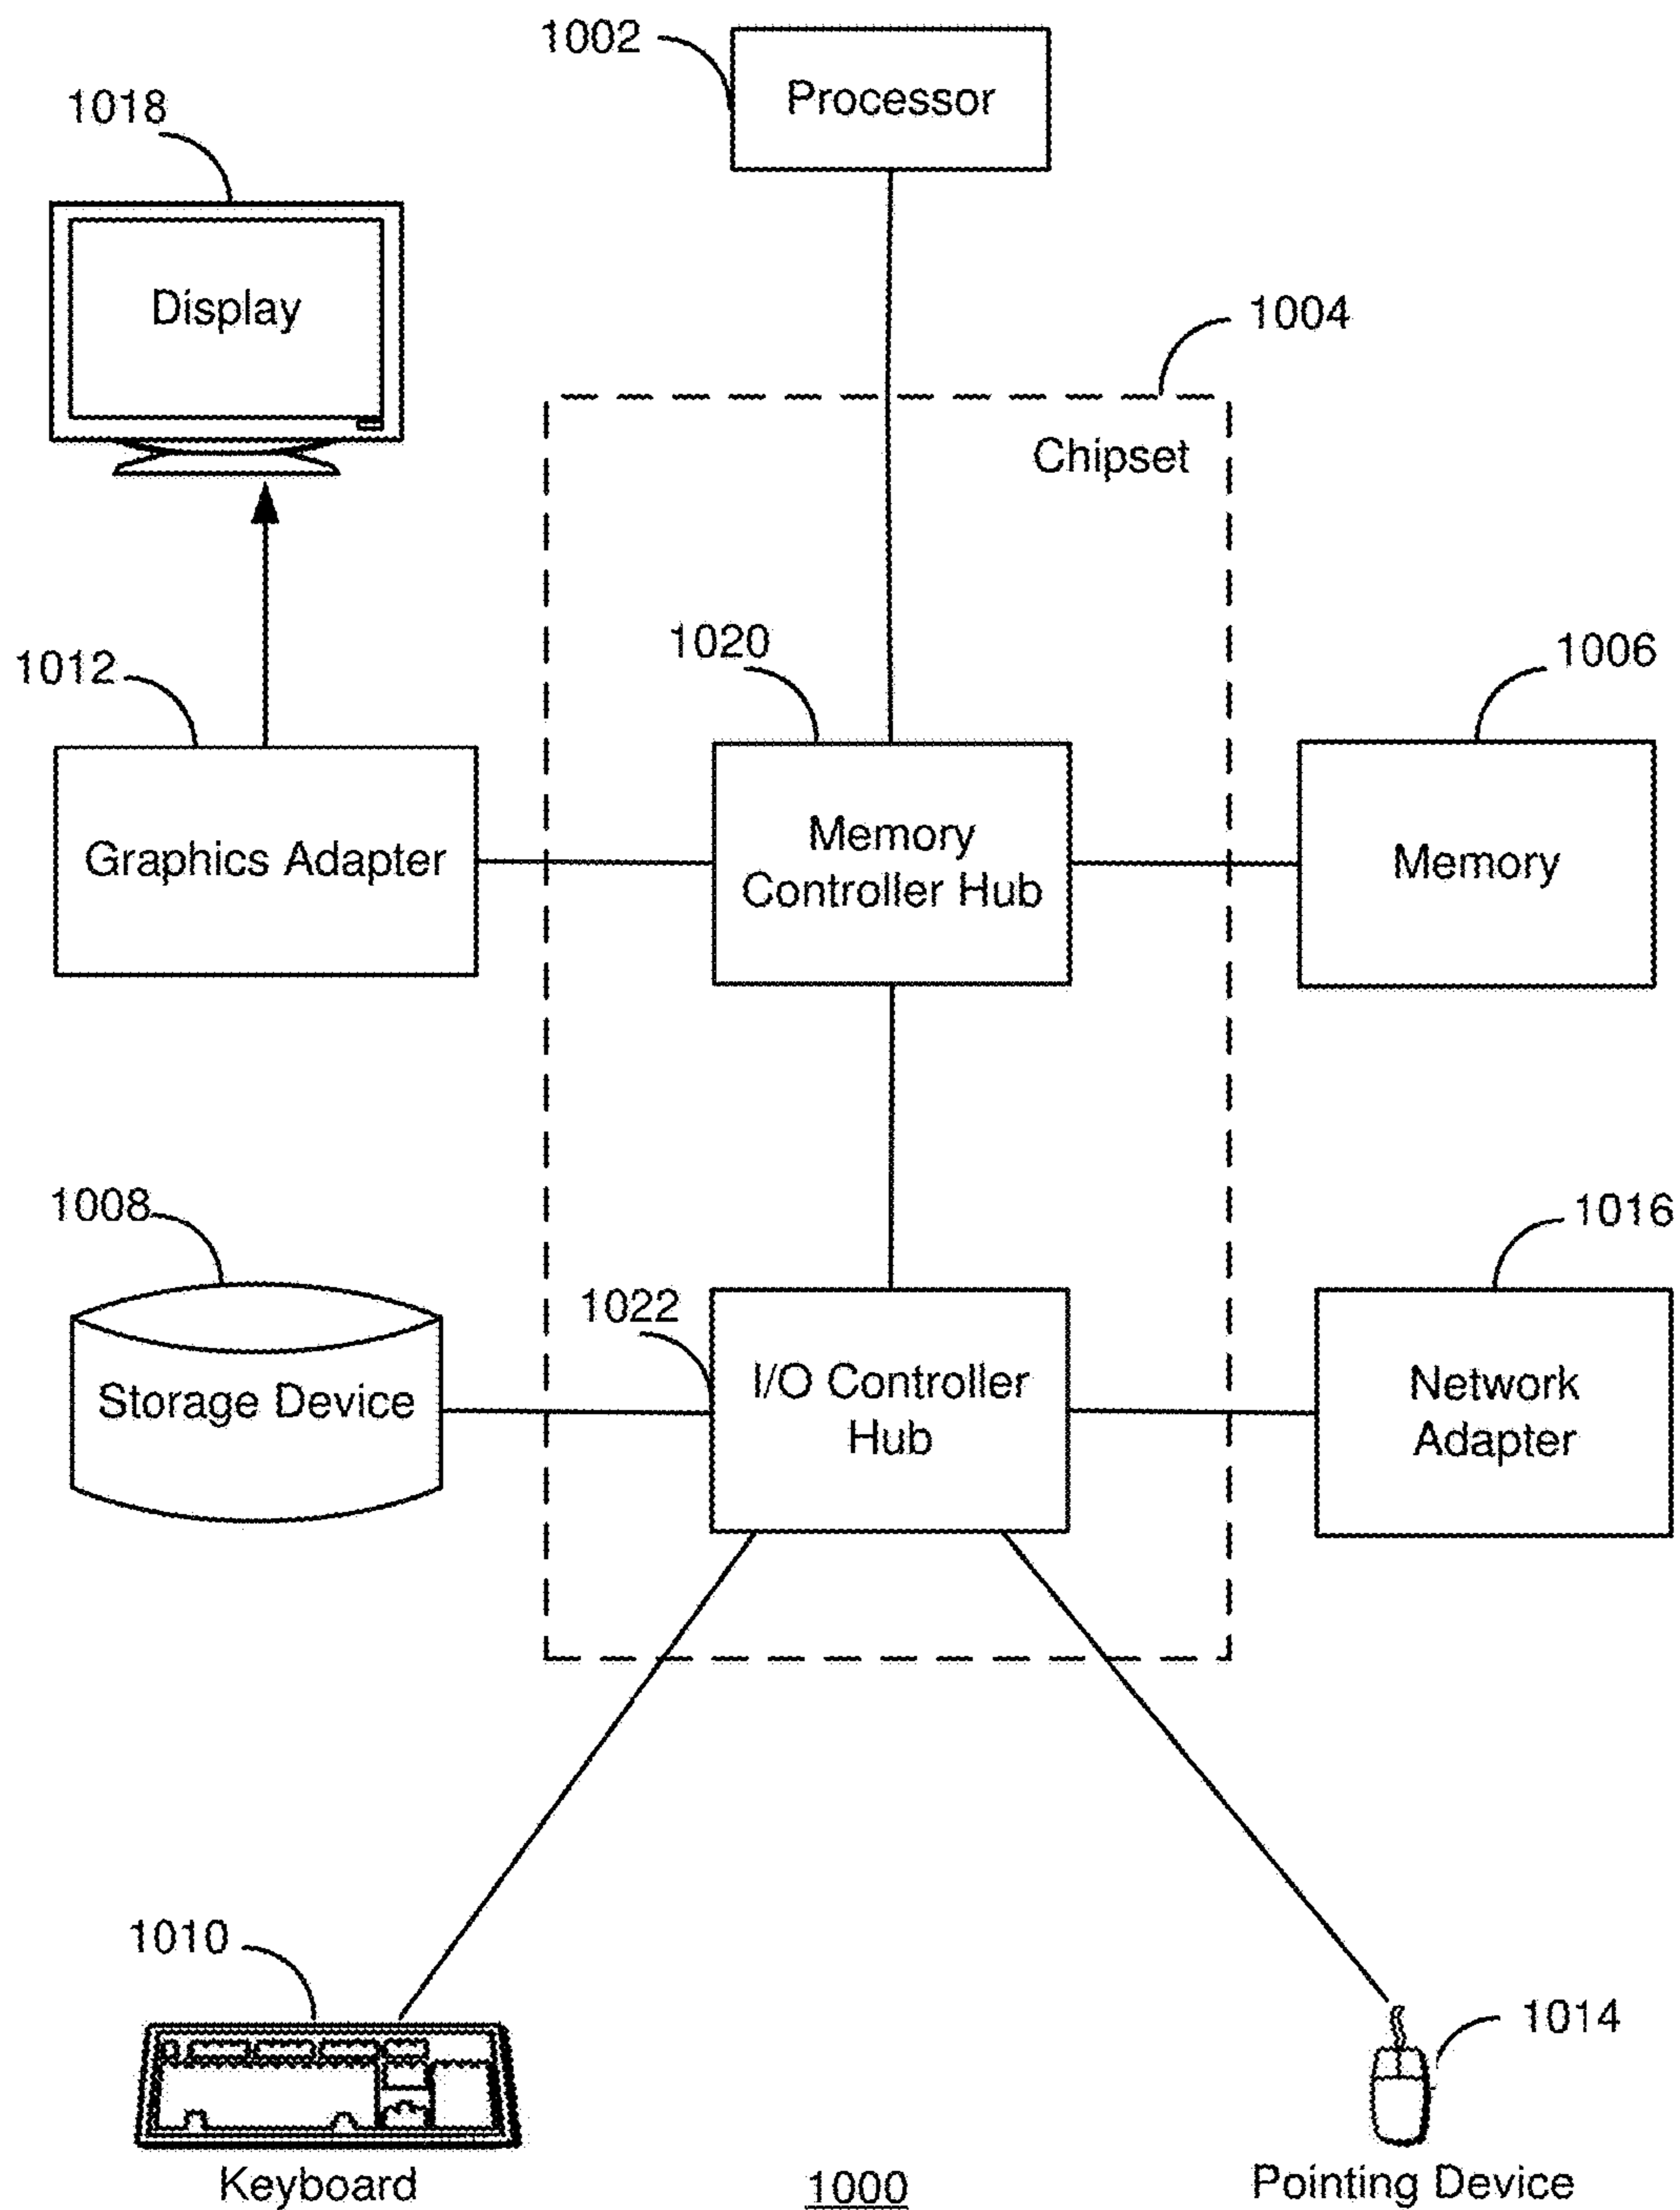 1002
Processor
1018
Display
1004
Chipset
1020
1006
1012
Memory
Controller Hub
Graphics Adapter
Memory
1008
1016
1022
I/O Controller
Hub
Storage Device
Network
Adapter
1010
1014
Keyboard
1000
Pointing Device